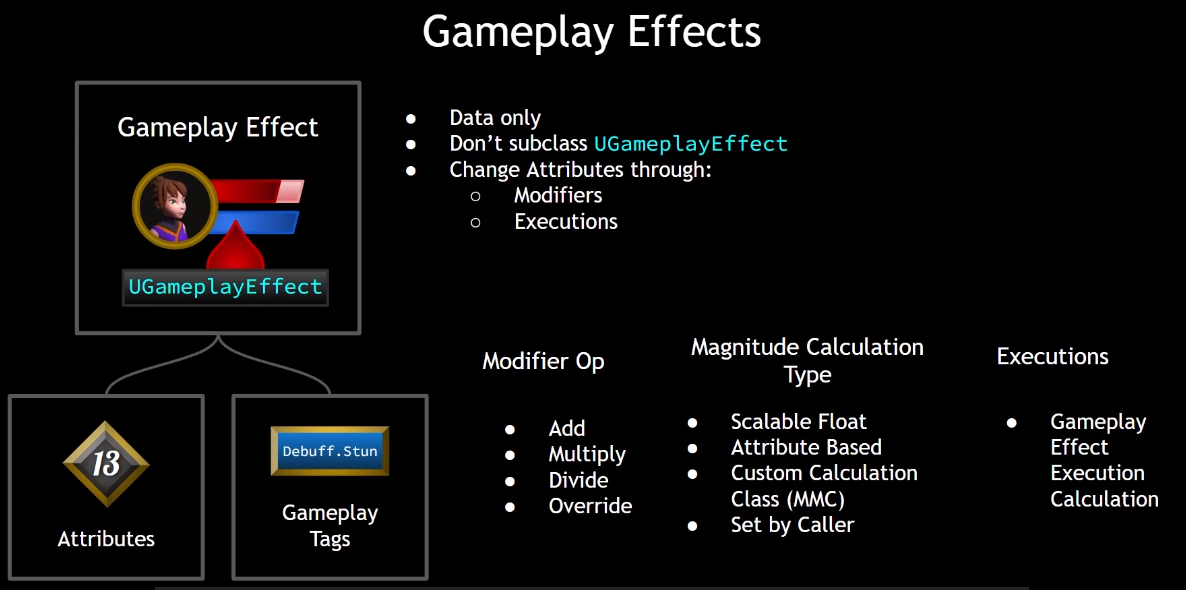 Gameplay Effects
Gameplay Effect
UGameplayEffect
● Data only
● Don’t subclass UGameplayEffect
● Change Attributes through:
○ Modifiers
○ Executions
13
Attributes
Debuff.Stun
Gameplay
Tags
Modifier Op
● Add
● Multiply
● Divide
● Override
Magnitude Calculation
Type
● Scalable Float
● Attribute Based
● Custom Calculation
Class (MMC)
● Set by Caller
Executions
● Gameplay
Effect
Execution
Calculation